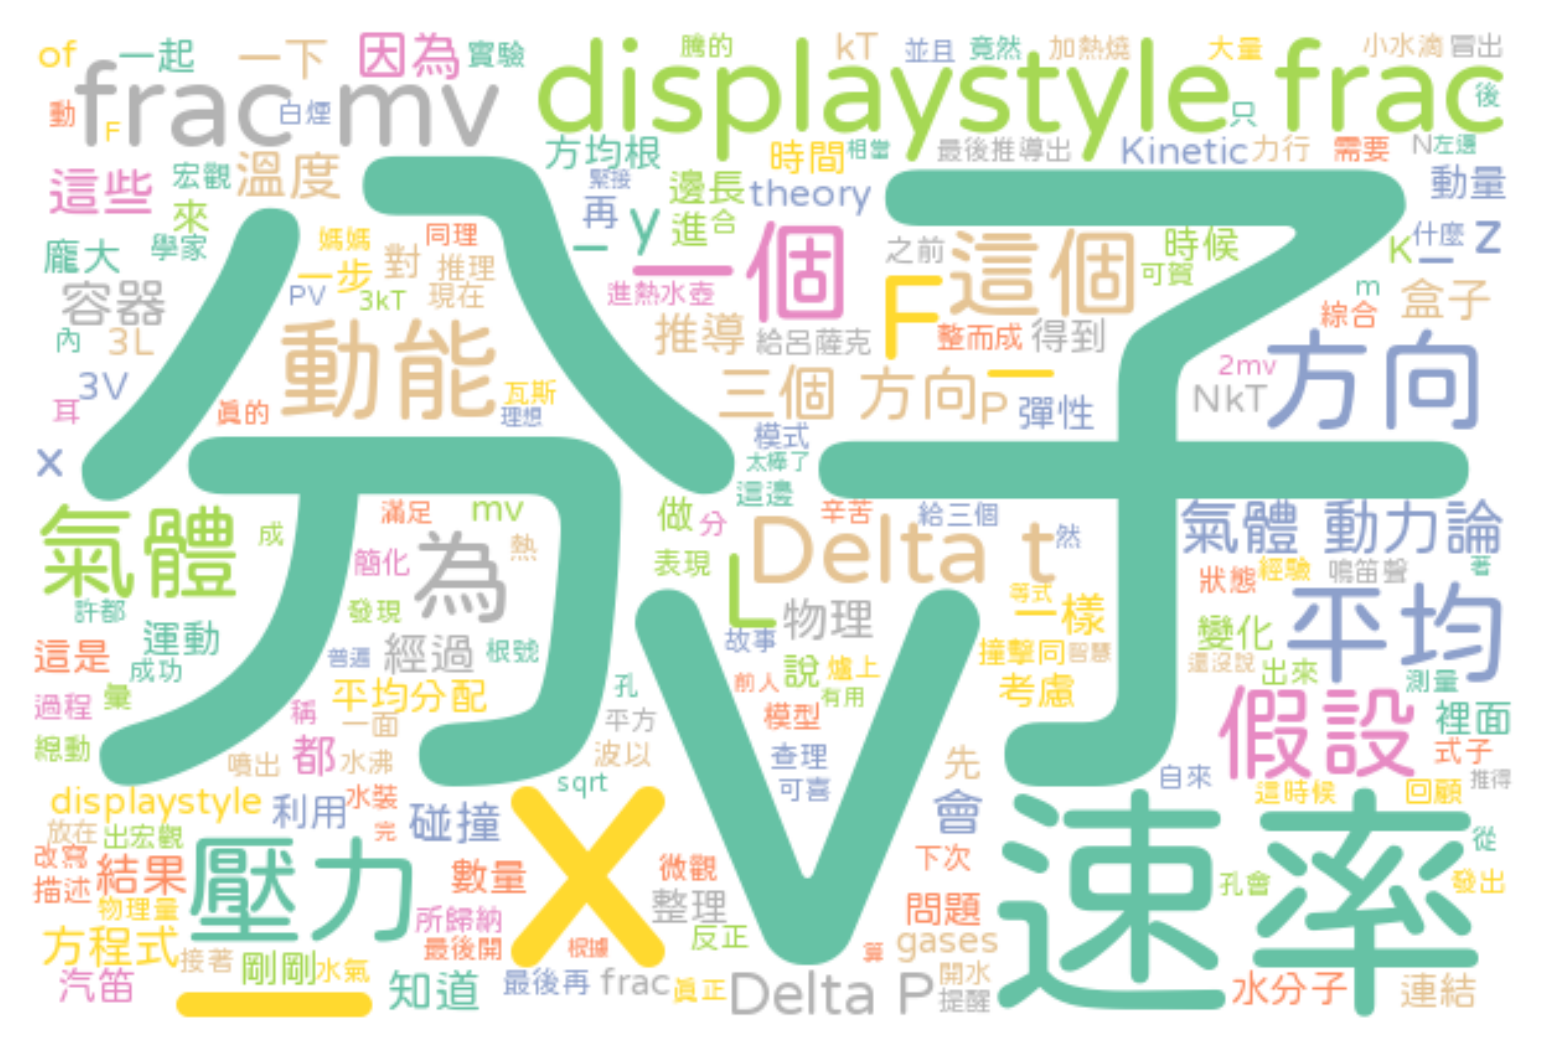 of 一起 一下 因為 實驗 騰的 kT 並且 竟然 加熱燒 大量 小水滴 冒出
frac mv displaystyle frac
動 F 白煙 只 後
方均根 時間 相當 最後推導出 Kinetic 力行 需要 N 左邊
這些 宏觀 溫度 緊接 邊長 theory 動量
分子
來 再 y 進 合 一
龐大 學家 媽媽 同理 一個 之前 這個 時候 K 什麼 z
一步 對 推理 可賀 一
容器 PV 3kT 現在 進熱水壺 F m 盒子
內 3L 動能 推導 給呂薩克 整而成 得到 綜合 方向
3V 瓦斯 三個 方向 一 2mv
耳 真的 理想 P 彈性 NkT
x 模式 太棒了
氣體 成 滿足 mv 這邊 做 分 辛苦 給三個 氣體 動力論
簡化 為 熱 表現 L Delta t 然 狀態 經驗 鳴笛聲 著
許都 發現 物理 等式 一樣 平均
這是 運動 成功 普遍 經過 根號 故事 撞擊同 智慧 變化 還沒說 出來
過程 彙 稱 平均分配 孔 前人 說 爐上 有用 考慮 測量
總動 一面 平方 模型 假設 裡面
噴出 都 水沸 波以 v 查理 先 式子
displaystyle 利用 水裝 sqrt 可喜 自來 這時候 回顧 推得
放在 出宏觀 完 碰撞 x 會 速率 從
改寫 結果 壓力 數量 微觀 下次
描述 物理量 所歸納 整理 問題 孔會 發出
方程式 接著 最後開 根據 反正 算 gases
汽笛 剛剛 水氣 知道 最後再 frac 真正 Delta P 開水 提醒 水分子 連結
一